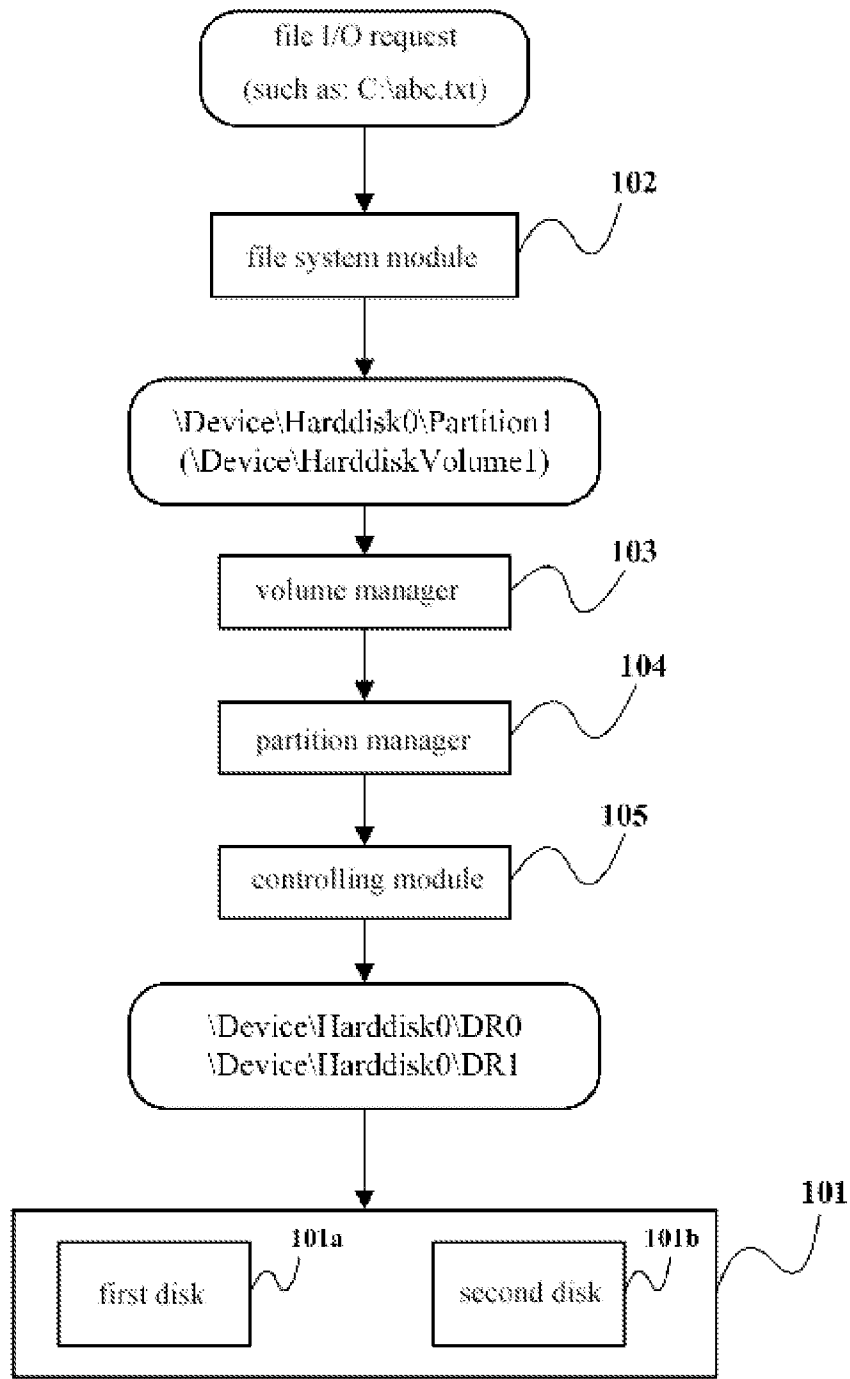 file I/O request
(such as: C:\abc.txt)
102
file system module
\Device\Harddisk0\Partition1
(\Device\HarddiskVolume1)
103
volume manager
104
partition manager
105
controlling module
\Device\Harddisk0\DR0
\Device\Harddisk0\DR1
101
101a
101b
first disk
second disk